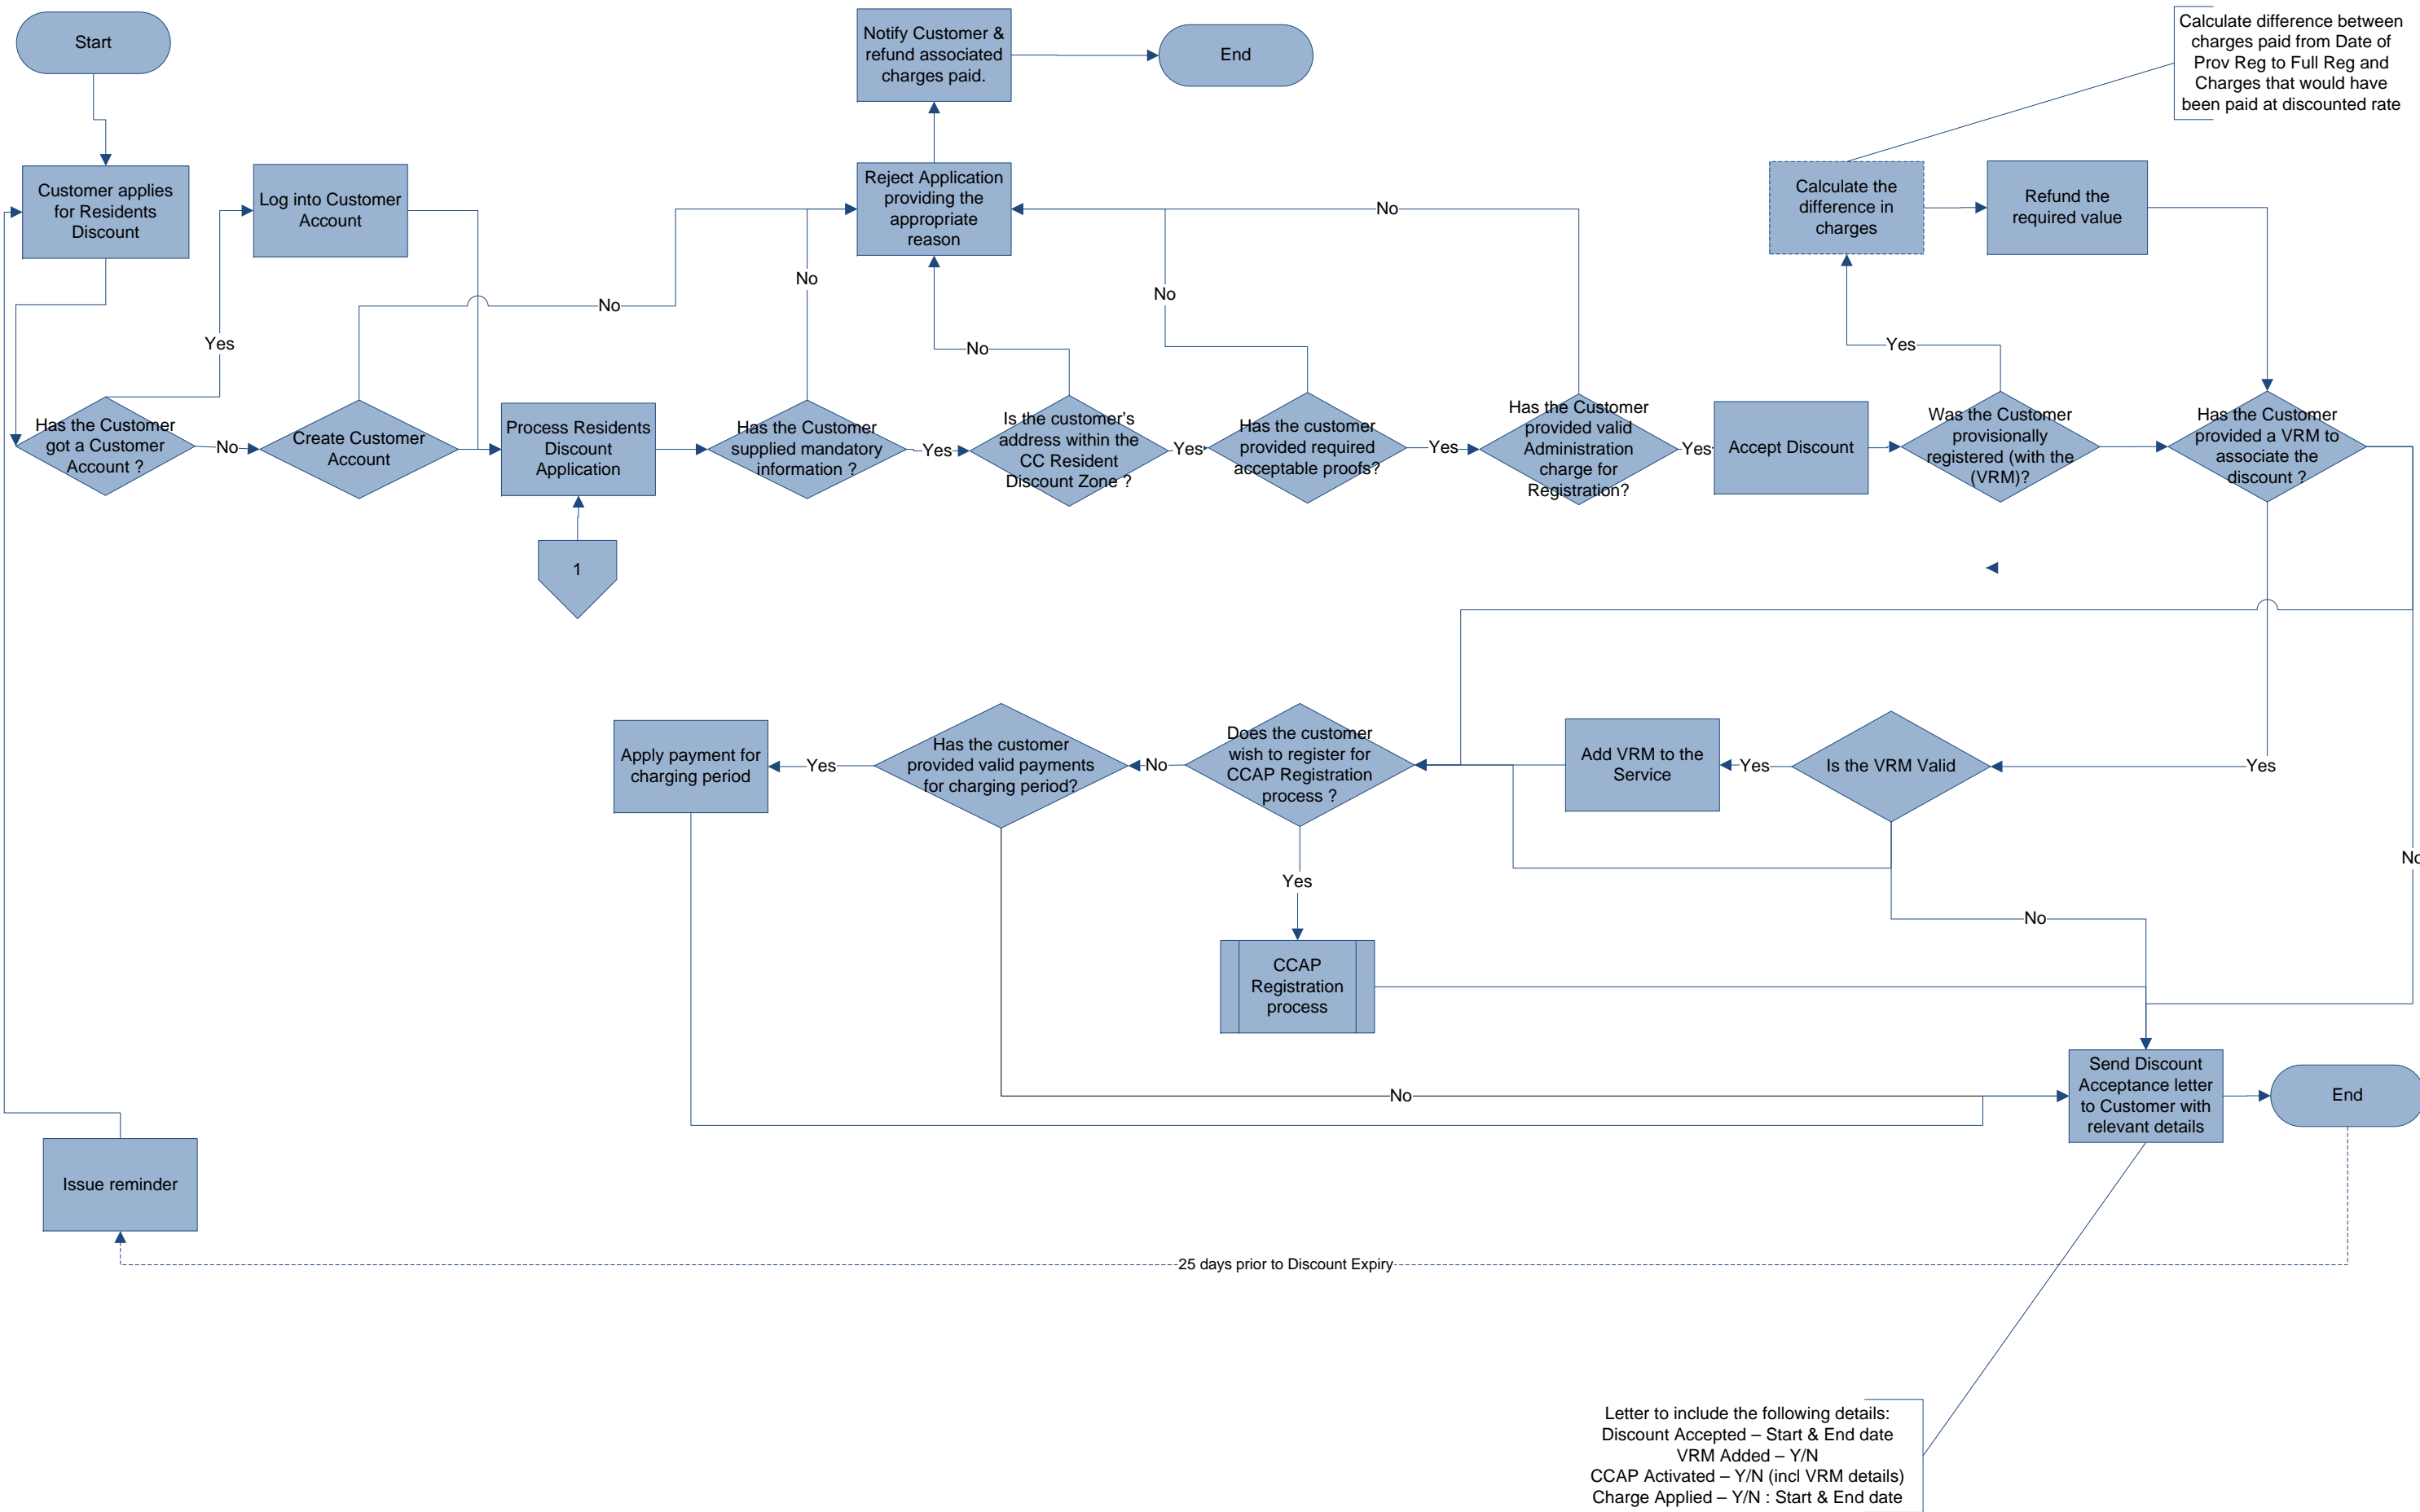 Start
Notify Customer &
refund associated
charges paid.
End
Calculate difference between
charges paid from Date of
Prov Reg to Full Reg and
Charges that would have
been paid at discounted rate
Customer applies
for Residents
Discount
Log into Customer
Account
Reject Application
providing the
appropriate
reason
Calculate the
difference in
charges
Refund the
required value
No
No
No
No
No
Yes
Yes
Has the Customer
got a Customer
Account ?
No
Create Customer
Account
Process Residents
Discount
Application
Has the Customer
supplied mandatory
information ?
Yes
Is the customer's
address within the
CC Resident
Discount Zone ?
Yes
Has the customer
provided required
acceptable proofs?
Yes
Has the Customer
provided valid
Administration
charge for
Registration?
Yes
Accept Discount
Was the Customer
provisionally
registered (with the
(VRM)?
Has the Customer
provided a VRM to
associate the
discount ?
1
Apply payment for
charging period
Yes
Has the customer
provided valid payments
for charging period?
No
Does the customer
wish to register for
CCAP Registration
process ?
Add VRM to the
Service
Yes
Is the VRM Valid
Yes
No
Yes
No
CCAP
Registration
process
No
Send Discount
Acceptance letter
to Customer with
relevant details
End
Issue reminder
25 days prior to Discount Expiry
Letter to include the following details:
Discount Accepted – Start & End date
VRM Added – Y/N
CCAP Activated – Y/N (incl VRM details)
Charge Applied – Y/N : Start & End date